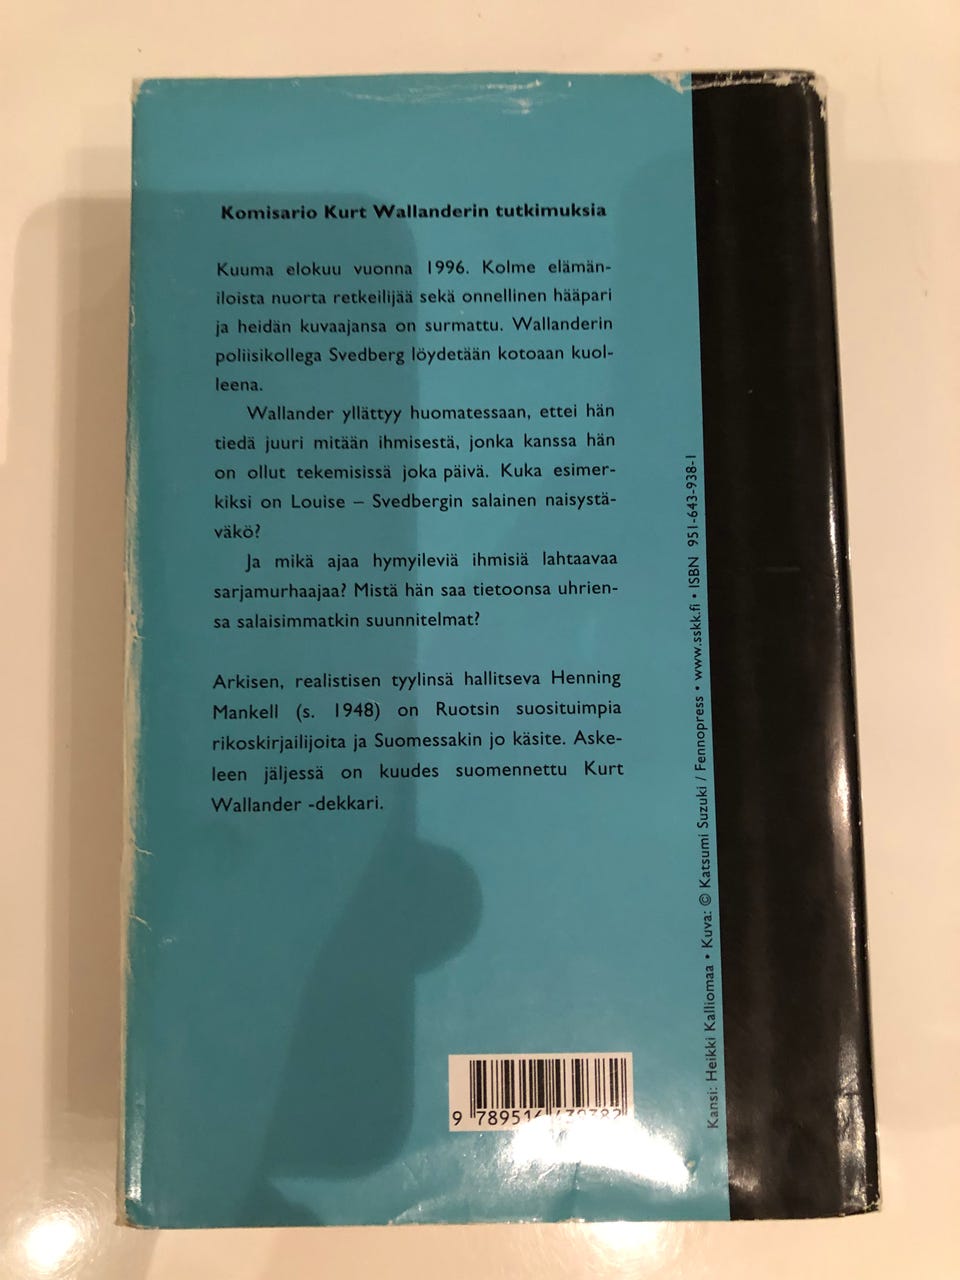 Komisario Kurt Wallanderin tutkimuksia
Kuuma elokuu vuonna 1996. Kolme elämän-
iloista nuorta retkeilijää sekä onnellinen hääpari
ja heidän kuvaajansa on surmattu. Wallanderin
poliisikollega Svedberg löydetään kotoaan kuol-
leena.
Wallander yllättyy huomatessaan, ettei hän
tiedä juuri mitään ihmisestä, jonka kanssa hän
on ollut tekemisissä joka päivä. Kuka esimer-
kiksi on Louise – Svedbergin salainen naisystä-
väkö?
Ja mikä ajaa hymyileviä ihmisiä lahtaavaa
sarjamurhaajaa? Mistä hän saa tietoonsa uhrien-
sa salaisimmatkin suunnitelmat?
Arkisen, realistisen tyylinsä hallitseva Henning
Mankell (s. 1948) on Ruotsin suosituimpia
rikoskirjailijoita ja Suomessakin jo käsite. Aske-
leen jäljessä on kuudes suomennettu Kurt
Wallander -dekkari.
Kansi: Heikki Kalliomaa • Kuva: © Katsumi Suzuki / Fennopress • www.sskk.fi • ISBN 951-643-938-1
9 789516 439382